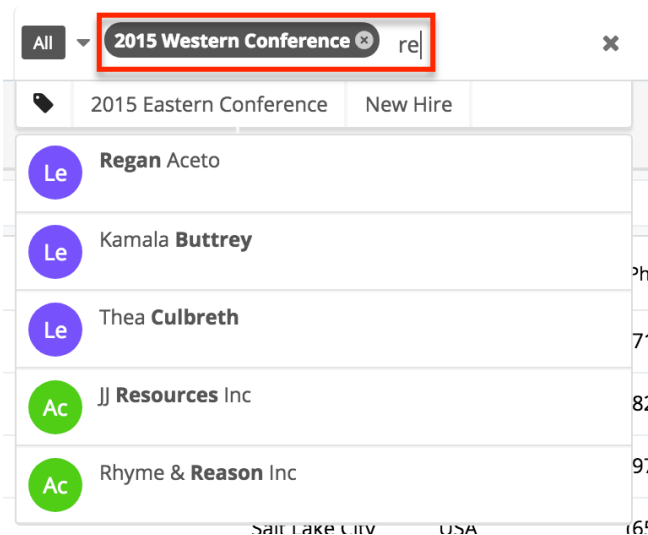 All 2015 Western Conference re
2015 Eastern Conference New Hire
Le Regan Aceto
Le Kamala Buttrey
Le Thea Culbreth
Ac JJ Resources Inc
Ac Rhyme & Reason Inc
Salt Lake City USA